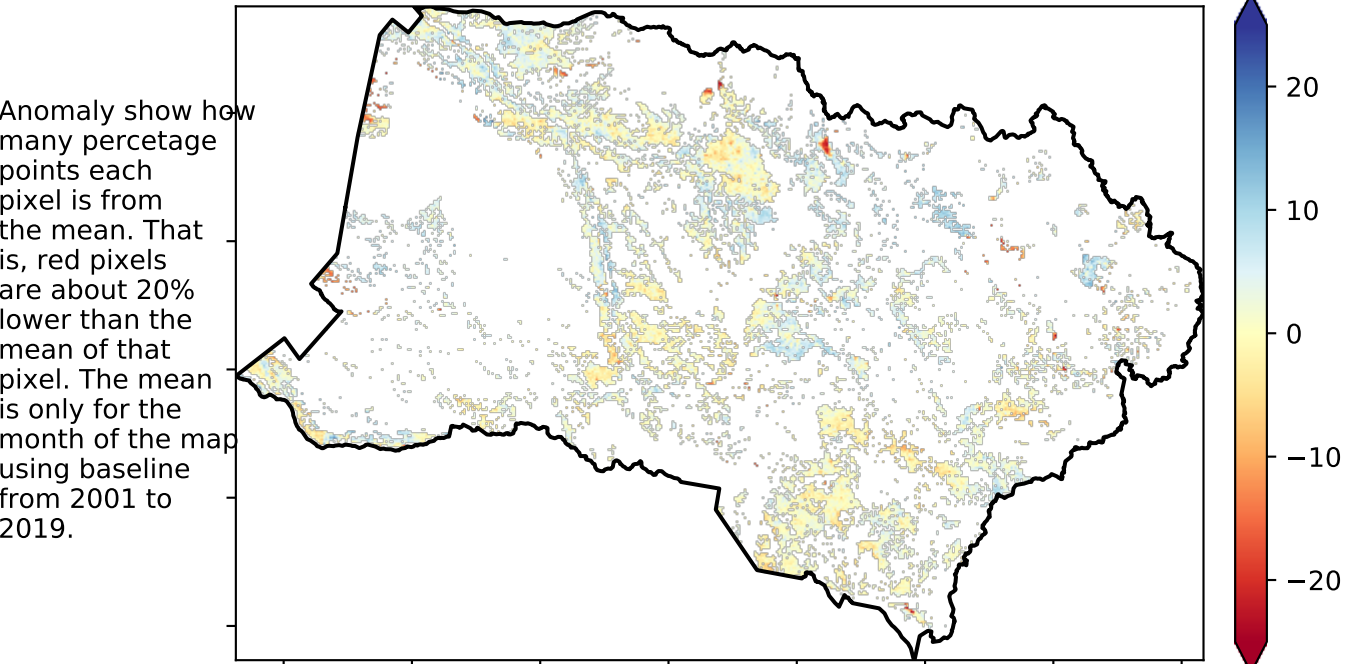 Anomaly show how
many percetage
points each
pixel is from
the mean. That
is, red pixels
are about 20%
lower than the
mean of that
pixel. The mean
is only for the
month of the map
using baseline
from 2001 to
2019.
20
10
0
−10
−20